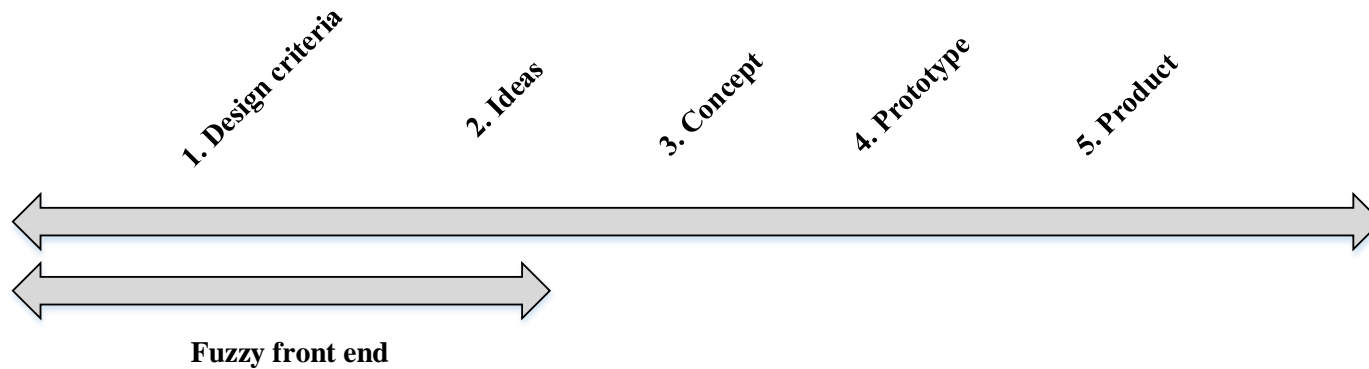 1. Design criteria
2. Ideas
3. Concept
4. Prototype
5. Product
Fuzzy front end